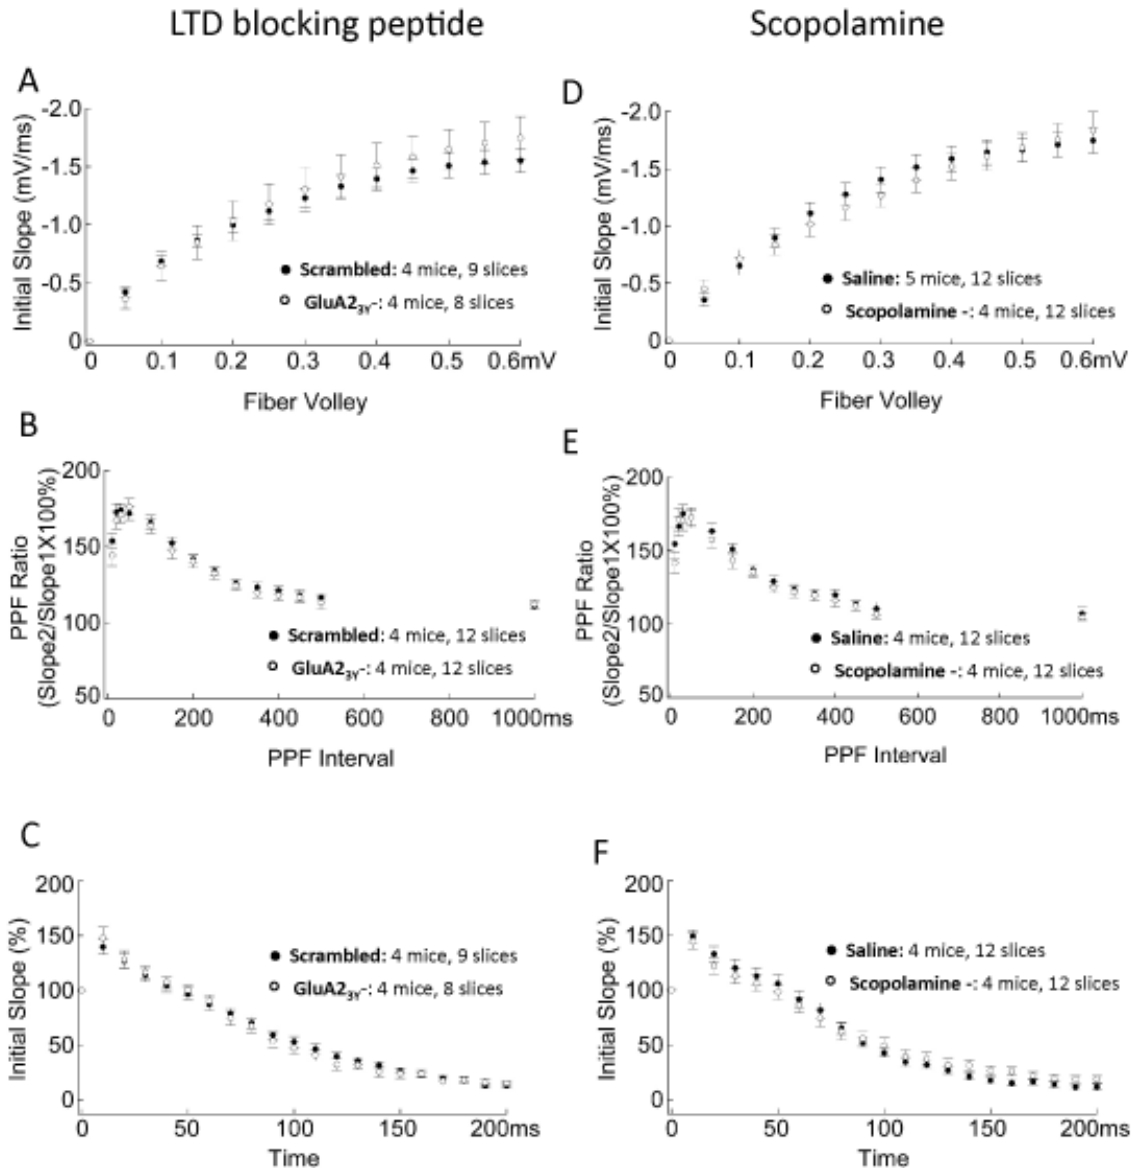 LTD blocking peptide
Scopolamine
A
Initial Slope (mV/ms)
-2.0
-1.5
-1.0
-0.5
0
● Scrambled: 4 mice, 9 slices
○ GluA23Y-: 4 mice, 8 slices
0 0.1 0.2 0.3 0.4 0.5 0.6mV
Fiber Volley
D
Initial Slope (mV/ms)
-2.0
-1.5
-1.0
-0.5
0
● Saline: 5 mice, 12 slices
○ Scopolamine -: 4 mice, 12 slices
0 0.1 0.2 0.3 0.4 0.5 0.6mV
Fiber Volley
B
PPF Ratio
(Slope2/Slope1X100%)
200
150
100
50
● Scrambled: 4 mice, 12 slices
○ GluA23Y-: 4 mice, 12 slices
0 200 400 600 800 1000ms
PPF Interval
E
PPF Ratio
(Slope2/Slope1X100%)
200
150
100
50
● Saline: 4 mice, 12 slices
○ Scopolamine -: 4 mice, 12 slices
0 200 400 600 800 1000ms
PPF Interval
C
Initial Slope (%)
200
150
100
50
0
● Scrambled: 4 mice, 9 slices
○ GluA23Y-: 4 mice, 8 slices
50 100 150 200ms
Time
F
Initial Slope (%)
200
150
100
50
0
● Saline: 4 mice, 12 slices
○ Scopolamine -: 4 mice, 12 slices
50 100 150 200ms
Time